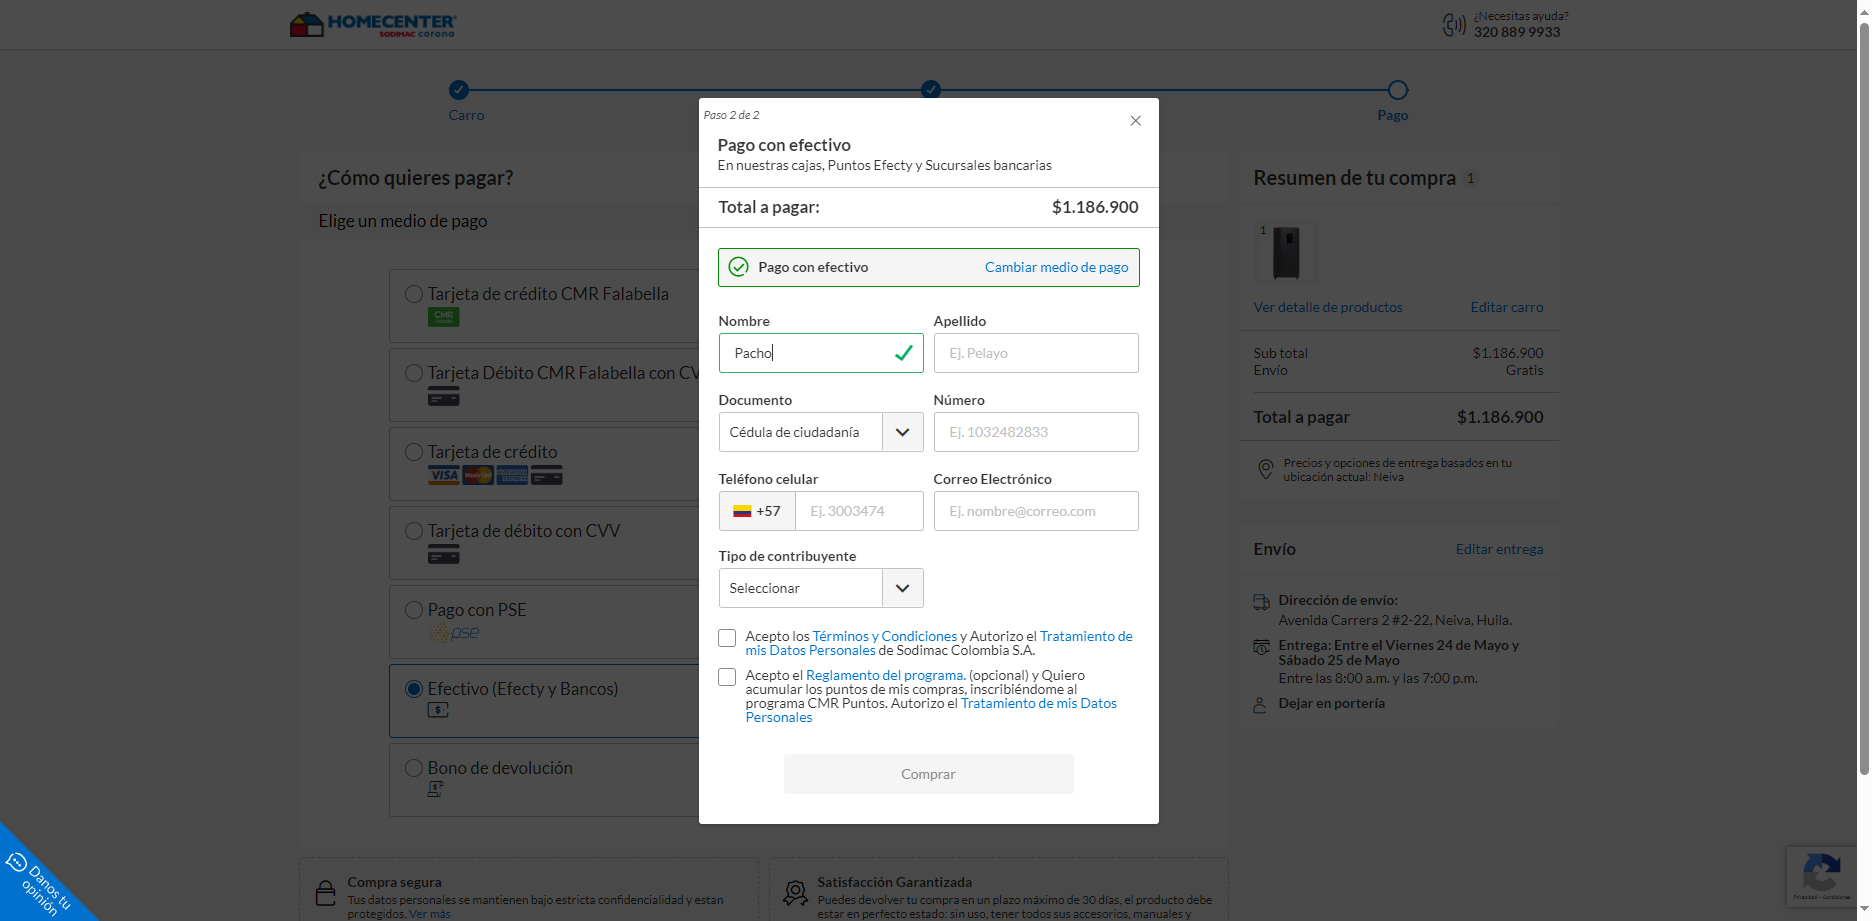 HOMECENTER
SODIMAC corona
¿Necesitas ayuda?
320 889 9933
Carro
Pago
¿Cómo quieres pagar?
Elige un medio de pago
Tarjeta de crédito CMR Falabella
CMR
Tarjeta Débito CMR Falabella con CV
Tarjeta de crédito
VISA MasterCard AMERICAN EXPRESS
Tarjeta de débito con CVV
Pago con PSE
pse
Efectivo (Efecty y Bancos)
Bono de devolución
Paso 2 de 2
Pago con efectivo
En nuestras cajas, Puntos Efecty y Sucursales bancarias
Total a pagar: $1.186.900
Pago con efectivo Cambiar medio de pago
Nombre Apellido
Pacho Ej. Pelayo
Documento Número
Cédula de ciudadanía Ej. 1032482833
Teléfono celular Correo Electrónico
+57 Ej. 3003474 Ej. nombre@correo.com
Tipo de contribuyente
Seleccionar
Acepto los Términos y Condiciones y Autorizo el Tratamiento de
mis Datos Personales de Sodimac Colombia S.A.
Acepto el Reglamento del programa. (opcional) y Quiero
acumular los puntos de mis compras, inscribiéndome al
programa CMR Puntos. Autorizo el Tratamiento de mis Datos
Personales
Comprar
Resumen de tu compra 1
1
Ver detalle de productos Editar carro
Sub total $1.186.900
Envío Gratis
Total a pagar $1.186.900
Precios y opciones de entrega basados en tu
ubicación actual: Neiva
Envío Editar entrega
Dirección de envío:
Avenida Carrera 2 #2-22, Neiva, Huila.
Entrega: Entre el Viernes 24 de Mayo y
Sábado 25 de Mayo
Entre las 8:00 a.m. y las 7:00 p.m.
Dejar en portería
Compra segura
Tus datos personales se mantienen bajo estricta confidencialidad y estan
protegidos. Ver más
Satisfacción Garantizada
Puedes devolver tu compra en un plazo máximo de 30 días, el producto debe
estar en perfecto estado: sin uso, tener todos sus accesorios, manuales y
Danos tu
opinión
Privacidad - Condiciones